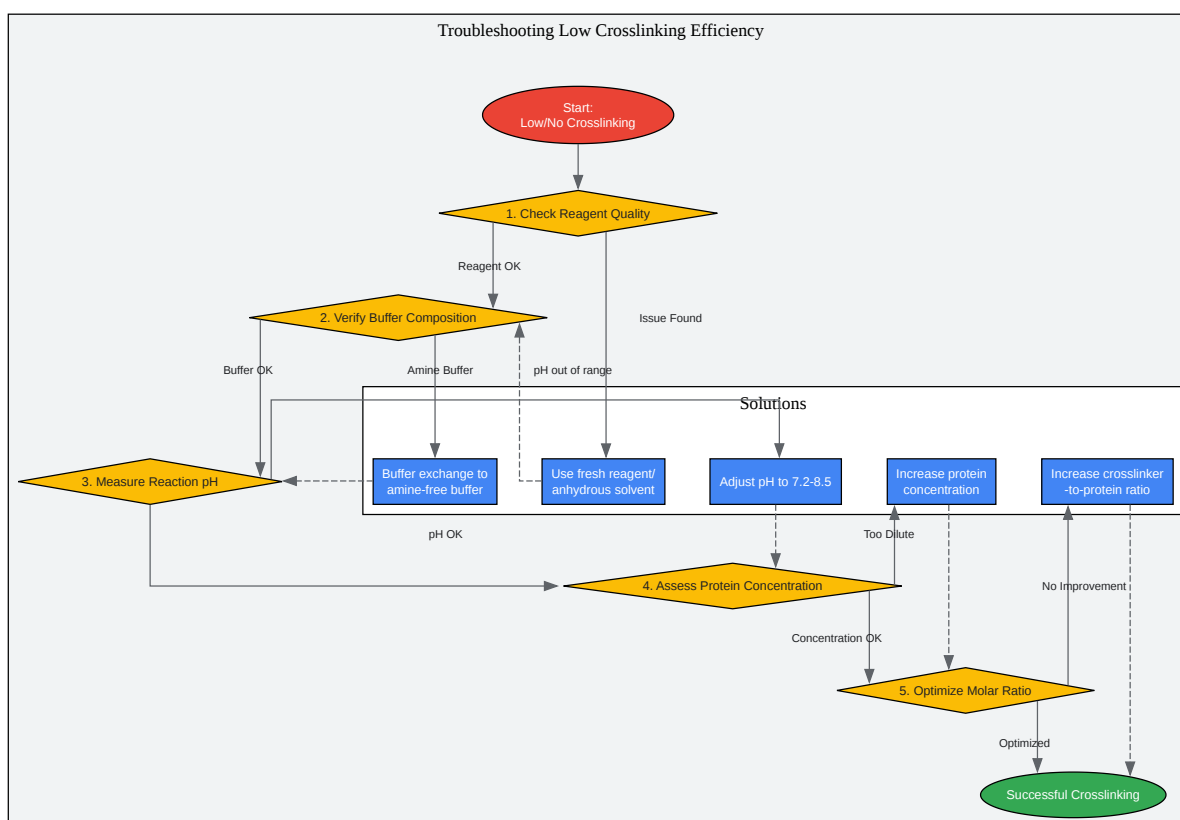 Troubleshooting Low Crosslinking Efficiency
Start:
Low/No Crosslinking
1. Check Reagent Quality
Reagent OK
2. Verify Buffer Composition
Issue Found
Buffer OK
Amine Buffer
pH out of range
Solutions
3. Measure Reaction pH
Buffer exchange to
amine-free buffer
Use fresh reagent/
anhydrous solvent
Adjust pH to 7.2-8.5
Increase protein
concentration
Increase crosslinker
-to-protein ratio
pH OK
Too Dilute
4. Assess Protein Concentration
No Improvement
Concentration OK
5. Optimize Molar Ratio
Optimized
Successful Crosslinking